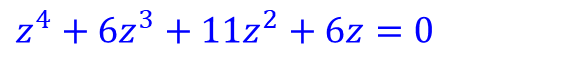 z⁴ + 6z³ + 11z² + 6z = 0